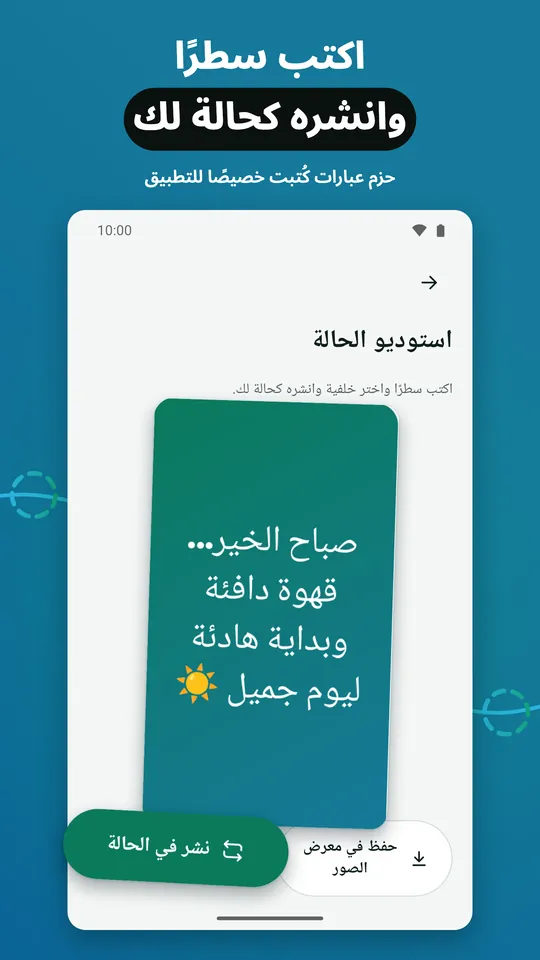 اكتب سطرًا
وانشره كحالة لك
حزم عبارات كُتبت خصيصًا للتطبيق
10:00
استوديو الحالة
اكتب سطرًا واختر خلفية وانشره كحالة لك.
صباح الخير...
قهوة دافئة
وبداية هادئة
ليوم جميل ☀️
حفظ في معرض
الصور
نشر في الحالة